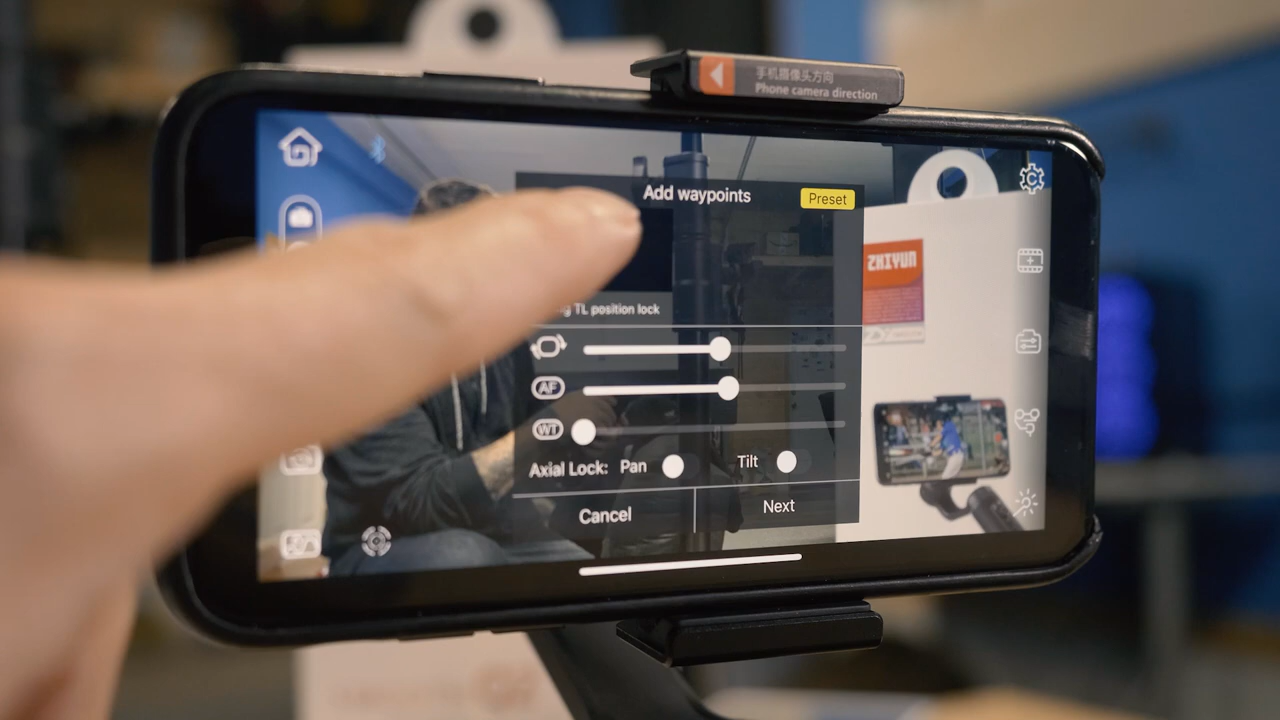 手机摄像头方向
Phone camera direction
Add waypoints
Preset
TL position lock
AF
WT
Axial Lock: Pan Tilt
Cancel
Next
ZHIYUN
C